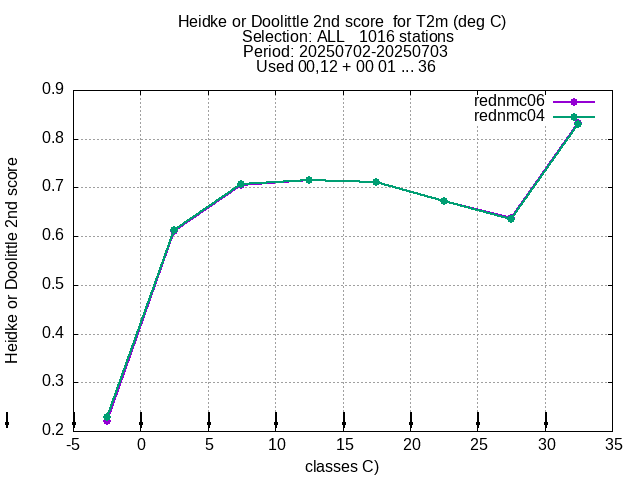 Heidke or Doolittle 2nd score  for T2m (deg C)
Selection: ALL   1016 stations
Period: 20250702-20250703
Used 00,12 + 00 01 ... 36
rednmc06
rednmc04
Heidke or Doolittle 2nd score
0.9
0.8
0.7
0.6
0.5
0.4
0.3
0.2
-5 0 5 10 15 20 25 30 35
classes C)